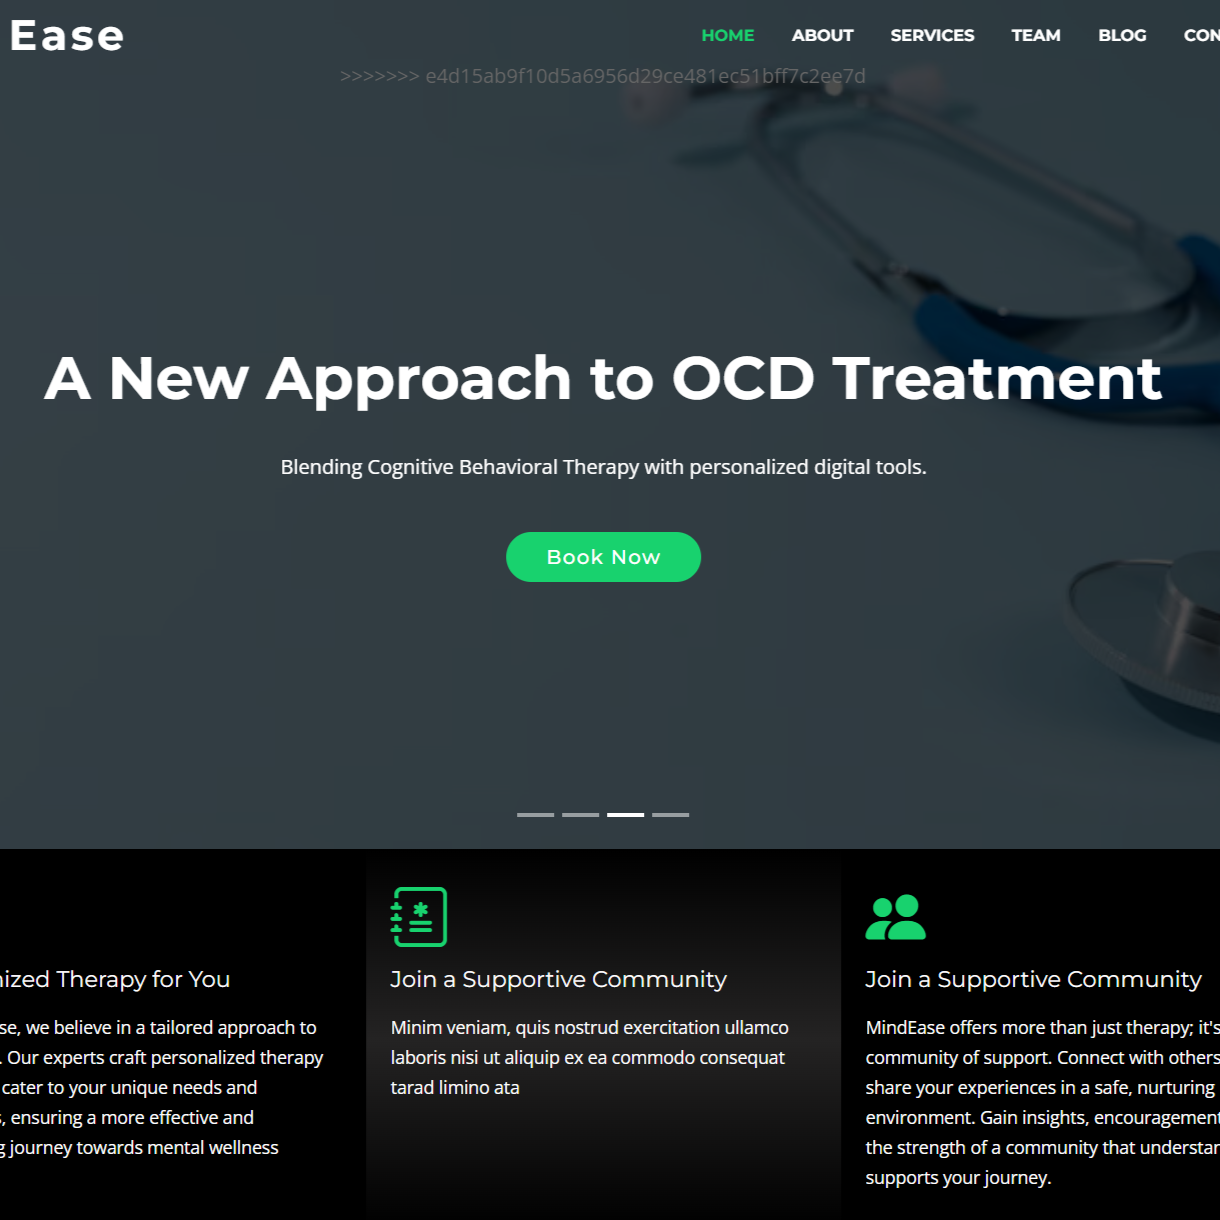 Ease
HOME ABOUT SERVICES TEAM BLOG CON
>>>>>>> e4d15ab9f10d5a6956d29ce481ec51bff7c2ee7d
A New Approach to OCD Treatment
Blending Cognitive Behavioral Therapy with personalized digital tools.
Book Now
ized Therapy for You
se, we believe in a tailored approach to
. Our experts craft personalized therapy
cater to your unique needs and
s, ensuring a more effective and
g journey towards mental wellness
Join a Supportive Community
Minim veniam, quis nostrud exercitation ullamco
laboris nisi ut aliquip ex ea commodo consequat
tarad limino ata
Join a Supportive Community
MindEase offers more than just therapy; it's
community of support. Connect with others
share your experiences in a safe, nurturing
environment. Gain insights, encouragement
the strength of a community that understan
supports your journey.